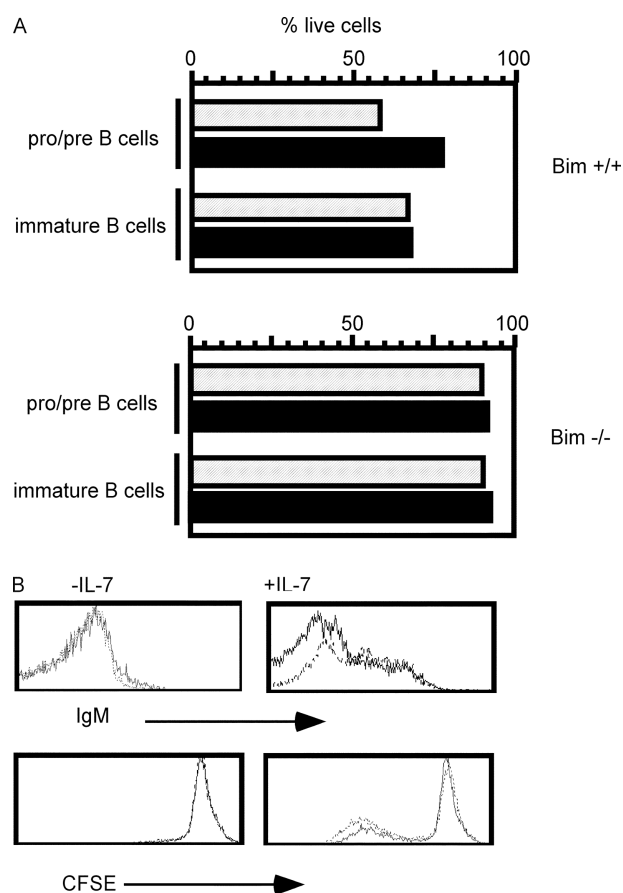 A
% live cells
0 50 100
pro/pre B cells
immature B cells
Bim +/+
0 50 100
pro/pre B cells
immature B cells
Bim -/-
B -IL-7 +IL-7
IgM
CFSE